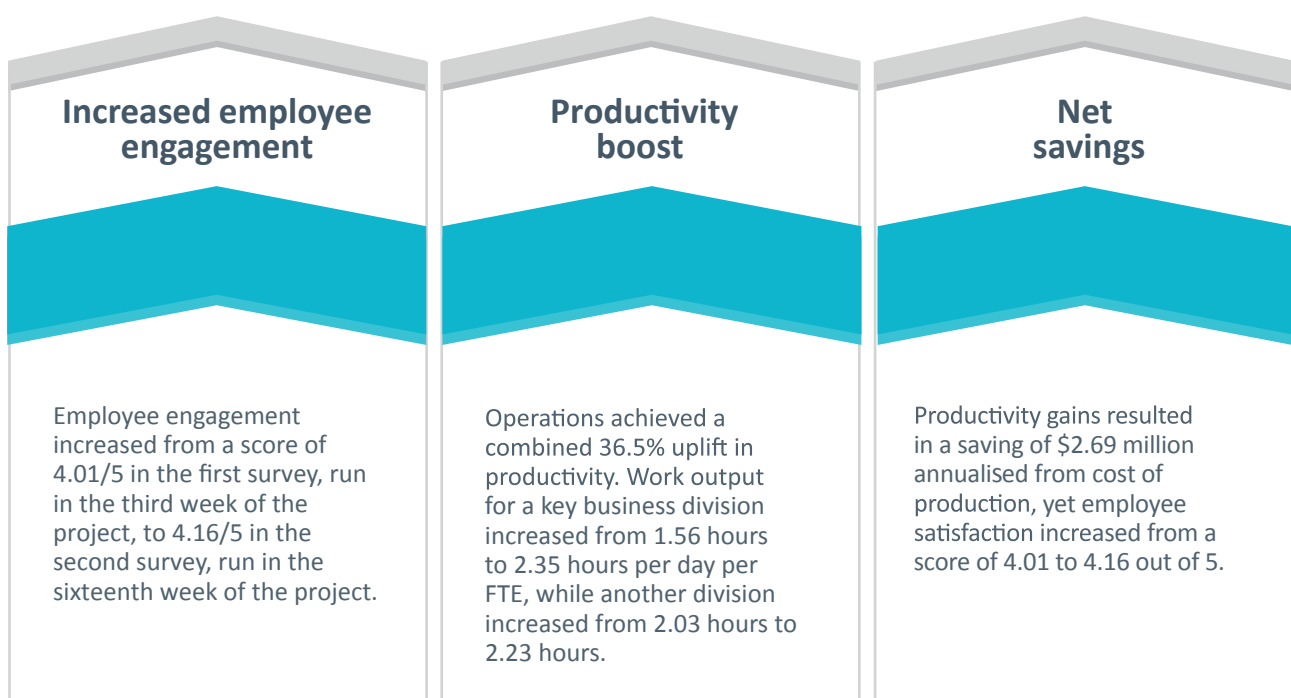 Increased employee
engagement
Employee engagement
increased from a score of
4.01/5 in the first survey, run
in the third week of the
project, to 4.16/5 in the
second survey, run in the
sixteenth week of the project.
Productivity
boost
Operations achieved a
combined 36.5% uplift in
productivity. Work output
for a key business division
increased from 1.56 hours
to 2.35 hours per day per
FTE, while another division
increased from 2.03 hours to
2.23 hours.
Net
savings
Productivity gains resulted
in a saving of $2.69 million
annualised from cost of
production, yet employee
satisfaction increased from a
score of 4.01 to 4.16 out of 5.